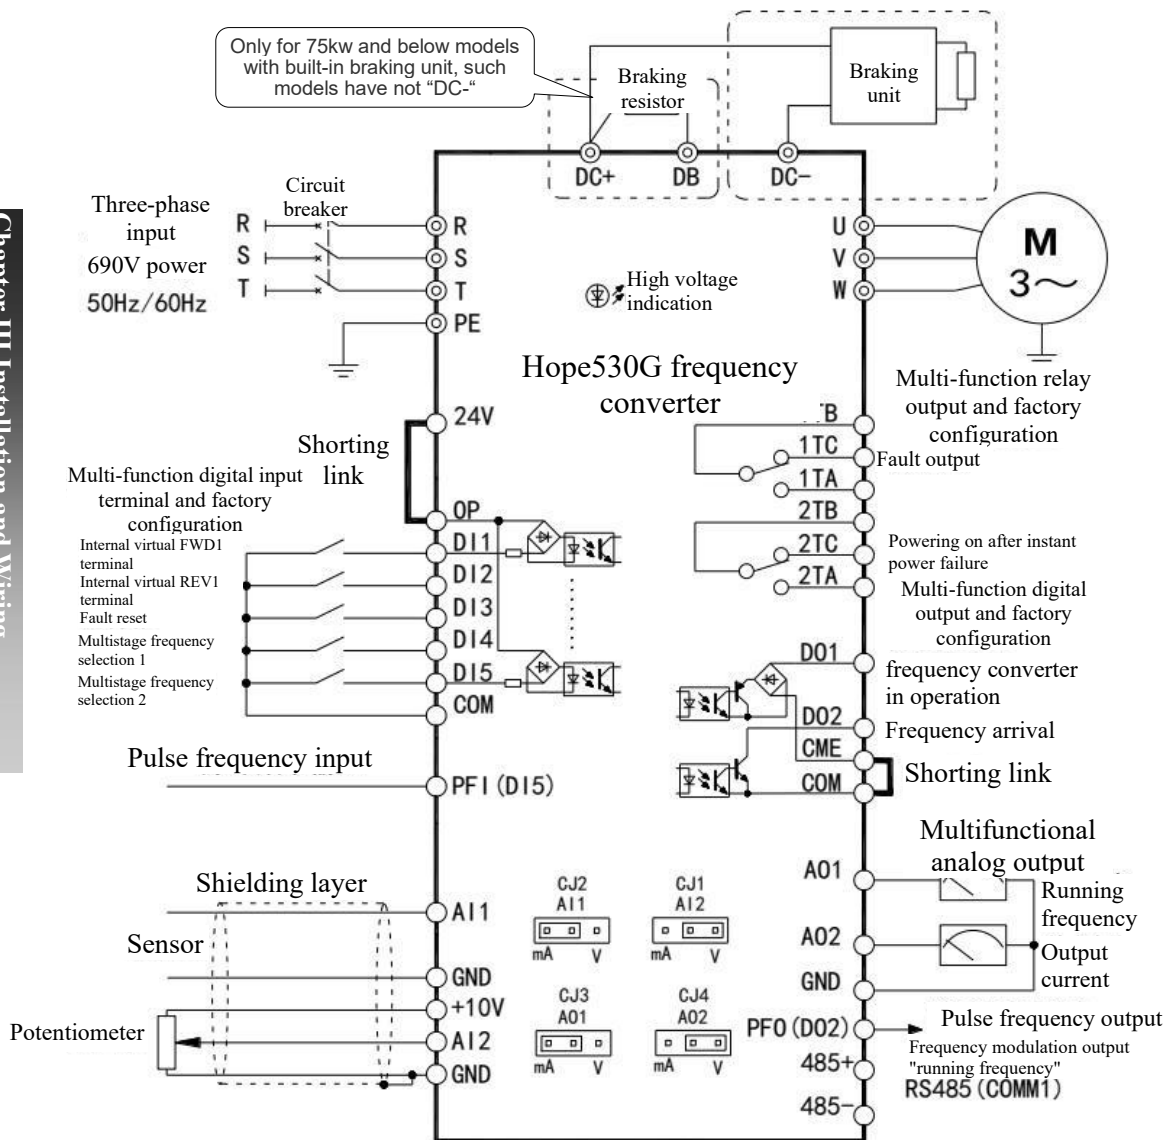 Only for 75kw and below models
with built-in braking unit, such
models have not “DC-“
Braking
resistor
Braking
unit
DC+
DB
DC-
Three-phase
input
690V power
50Hz/60Hz
Circuit
breaker
R
S
T
R
S
T
PE
U
V
W
M
3～
High voltage
indication
Hope530G frequency
converter
24V
Shorting
link
OP
Multi-function digital input
terminal and factory
configuration
Internal virtual FWD1
terminal
Internal virtual REV1
terminal
Fault reset
Multistage frequency
selection 1
Multistage frequency
selection 2
DI1
DI2
DI3
DI4
DI5
COM
Multi-function relay
output and factory
configuration
TB
1TC
1TA
Fault output
2TB
2TC
2TA
Powering on after instant
power failure
Multi-function digital
output and factory
configuration
DO1
frequency converter
in operation
DO2
Frequency arrival
CME
COM
Shorting link
Pulse frequency input
PFI(DI5)
Shielding layer
Sensor
Potentiometer
AI1
GND
+10V
AI2
GND
CJ2
AI1
mA V
CJ1
AI2
mA V
CJ3
AO1
mA V
CJ4
AO2
mA V
Multifunctional
analog output
AO1
Running
frequency
AO2
Output
current
GND
PFO(DO2)
Pulse frequency output
Frequency modulation output
"running frequency"
485+
RS485(COMM1)
485-
Chapter III Installation and Wiring